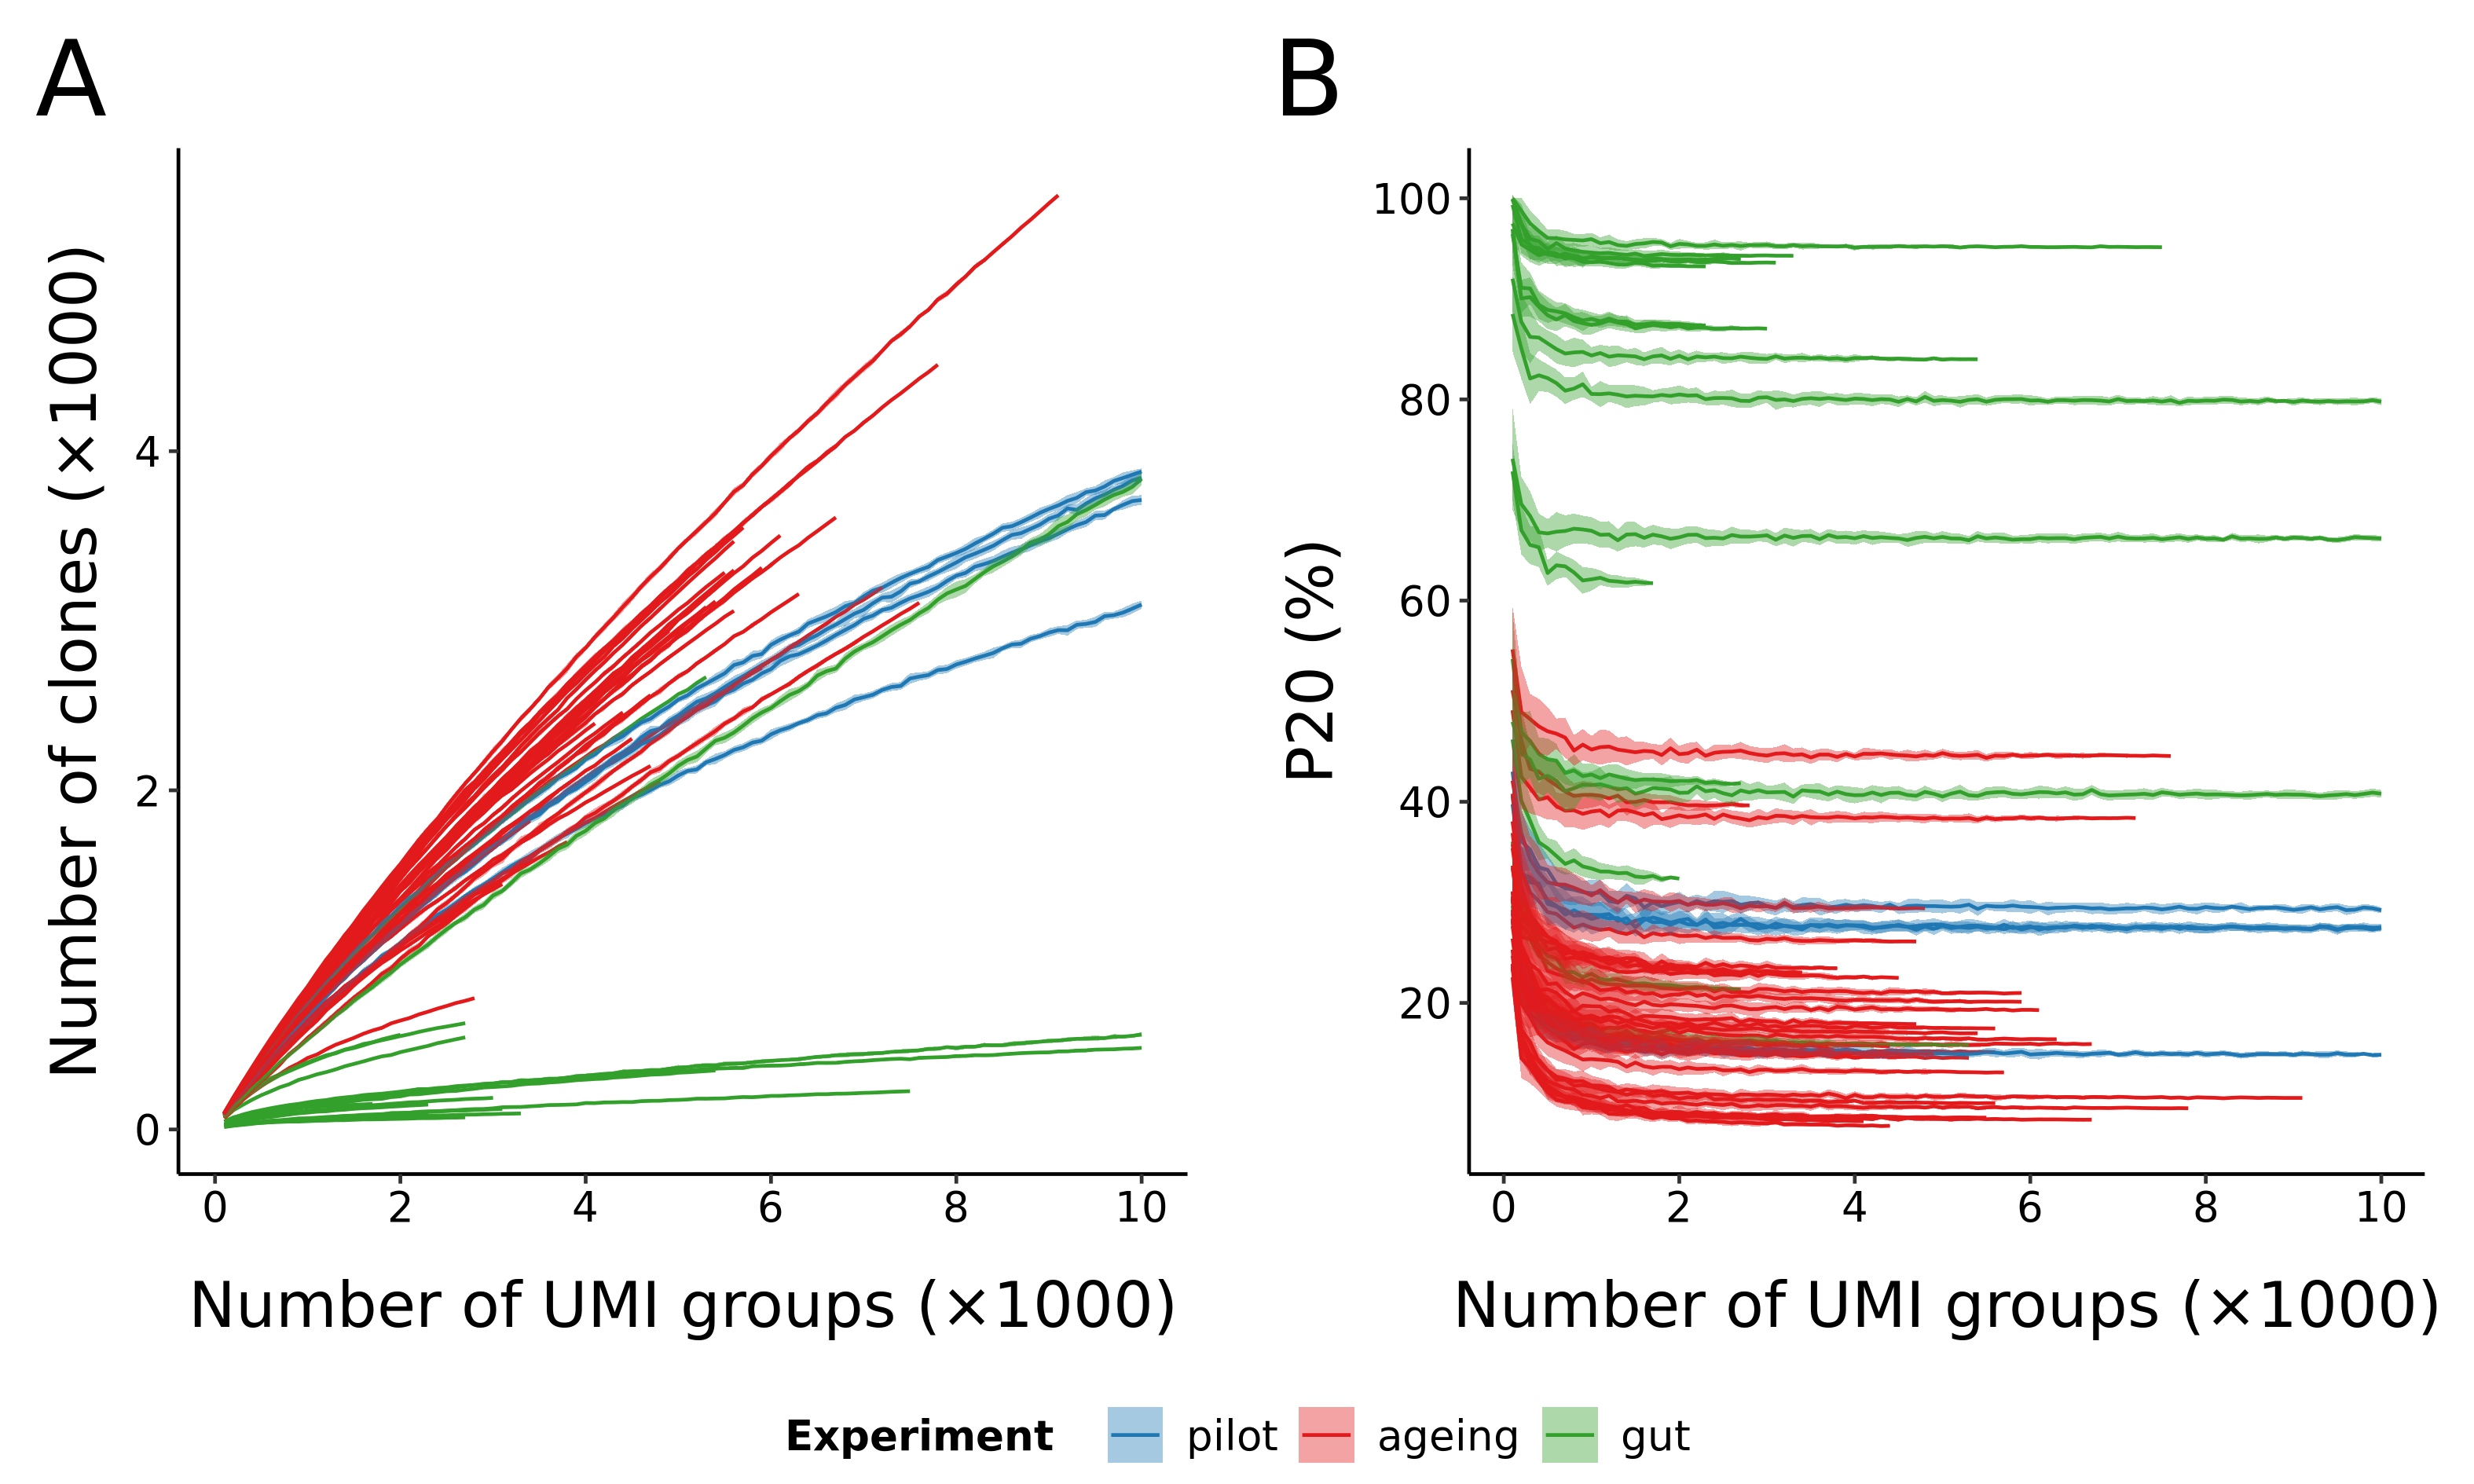 A
B
Number of clones (×1000)
4
2
0
0 2 4 6 8 10
Number of UMI groups (×1000)
P20 (%)
100
80
60
40
20
0 2 4 6 8 10
Number of UMI groups (×1000)
Experiment pilot ageing gut